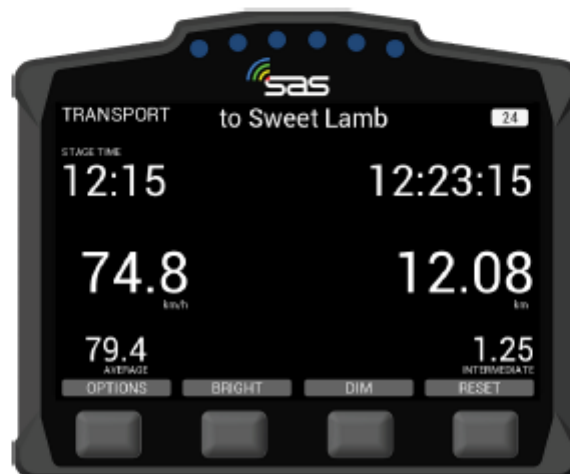 sas
TRANSPORT to Sweet Lamb 24
STAGE TIME
12:15 12:23:15
74.8 12.08
km/h km
79.4 1.25
AVERAGE INTERMEDIATE
OPTIONS BRIGHT DIM RESET